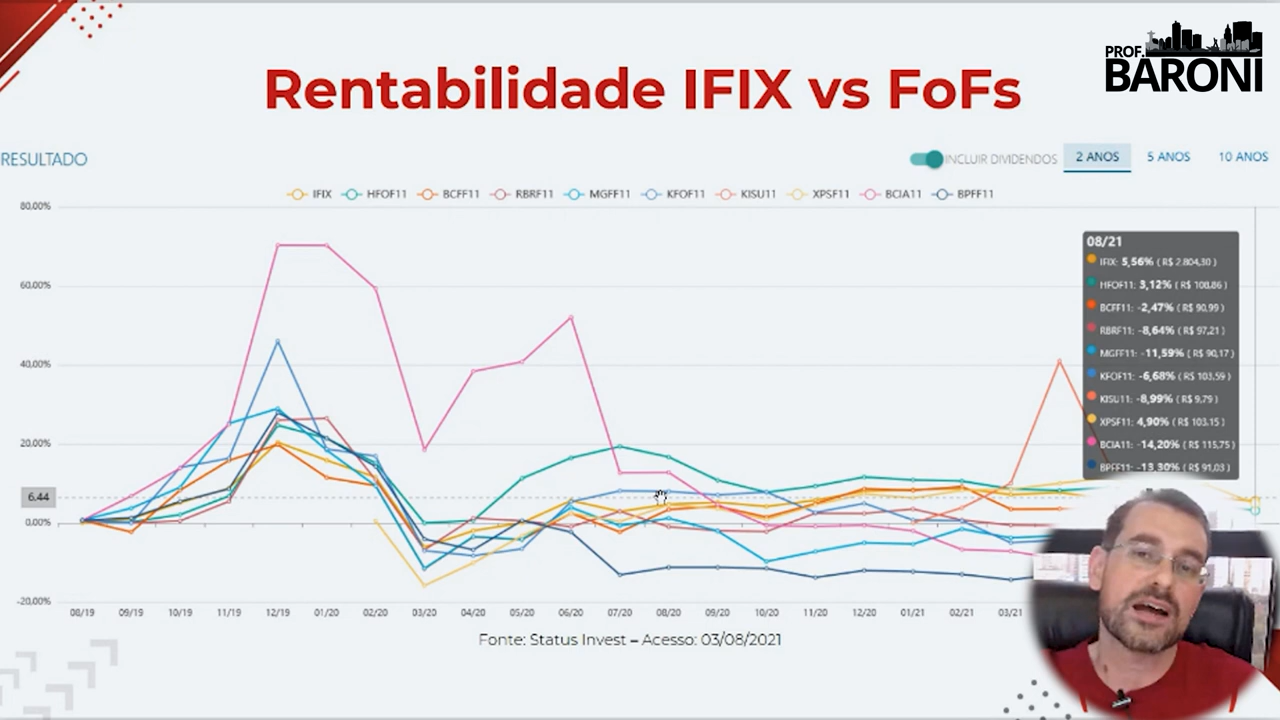 PROF.
BARONI
Rentabilidade IFIX vs FoFs
RESULTADO
INCLUIR DIVIDENDOS
2 ANOS
5 ANOS
10 ANOS
IFIX HFOF11 BCFF11 RBRF11 MGFF11 KFOF11 KISU11 XPSF11 BCIA11 BPFF11
80,00%
60,00%
40,00%
20,00%
6.44
0,00%
-20,00%
08/21
IFIX: 5,56% ( R$ 2.804,30 )
HFOF11: 3,12% ( R$ 108,86 )
BCFF11: -2,47% ( R$ 90,99 )
RBRF11: -8,64% ( R$ 97,21 )
MGFF11: -11,59% ( R$ 90,17 )
KFOF11: -6,68% ( R$ 103,59 )
KISU11: -8,99% ( R$ 9,79 )
XPSF11: 4,90% ( R$ 103,15 )
BCIA11: -14,20% ( R$ 115,75 )
BPFF11: -13,30% ( R$ 91,03 )
08/19 09/19 10/19 11/19 12/19 01/20 02/20 03/20 04/20 05/20 06/20 07/20 08/20 09/20 10/20 11/20 12/20 01/21 02/21 03/21
Fonte: Status Invest – Acesso: 03/08/2021